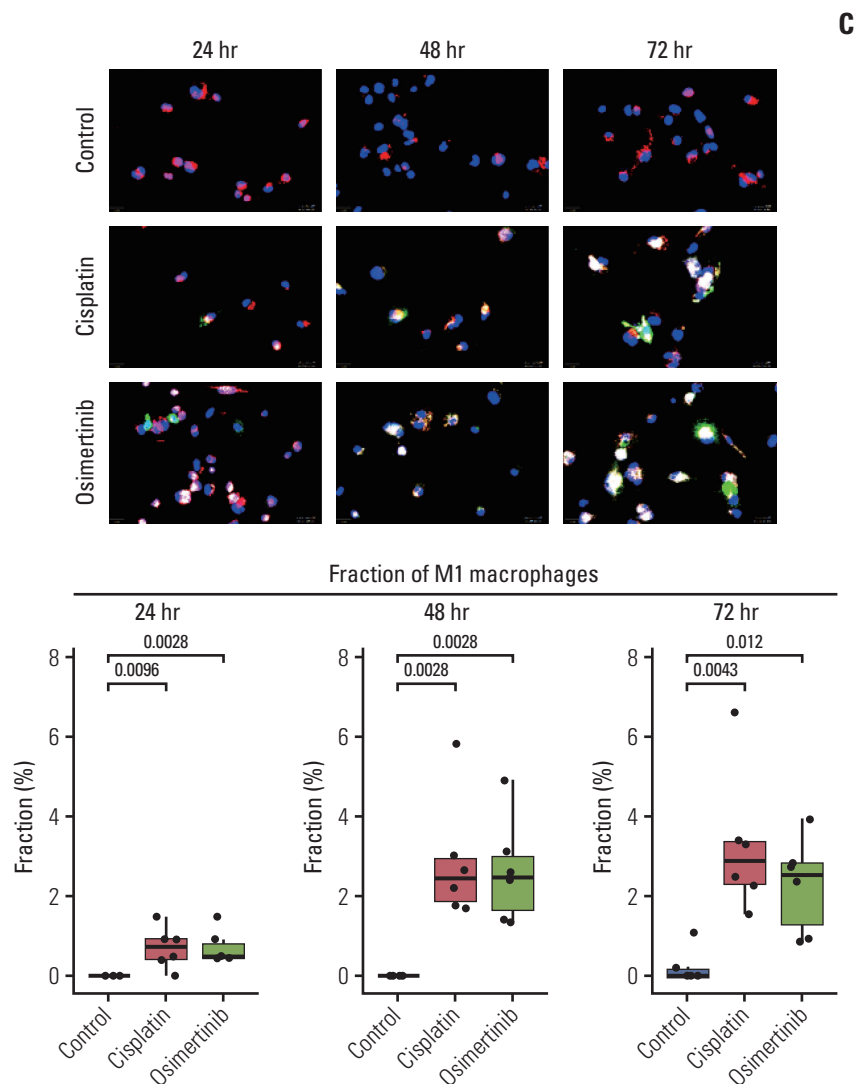 C
24 hr 48 hr 72 hr
Control
Cisplatin
Osimertinib
Fraction of M1 macrophages
24 hr 48 hr 72 hr
8 0.0028 0.0096 8 0.0028 0.0028 8 0.012 0.0043
6 6 6
4 4 4
2 2 2
0 0 0
Fraction (%) Fraction (%) Fraction (%)
Control Cisplatin Osimertinib Control Cisplatin Osimertinib Control Cisplatin Osimertinib